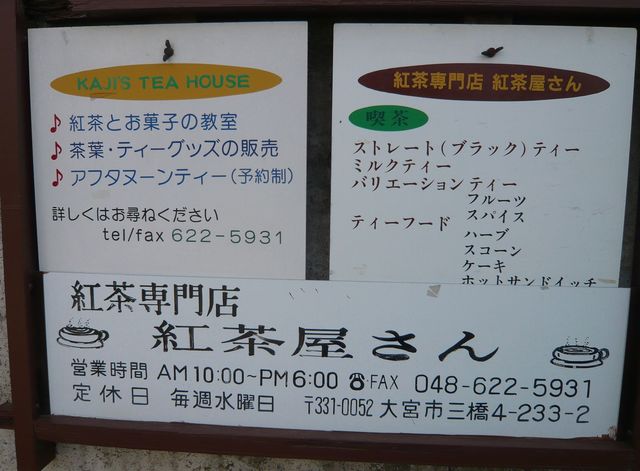 KAJI'S TEA HOUSE
♪ 紅茶とお菓子の教室
♪ 茶葉・ティーグッズの販売
♪ アフタヌーンティー(予約制)
詳しくはお尋ねください
tel/fax 622-5931
紅茶専門店 紅茶屋さん
喫茶
ストレート(ブラック)ティー
ミルクティー
バリエーション ティー
フルーツ
スパイス
ハーブ
ティーフード
スコーン
ケーキ
ホットサンドイッチ
紅茶専門店
紅茶屋さん
営業時間 AM10:00~PM6:00 ☎FAX 048-622-5931
定休日 毎週水曜日 〒331-0052 大宮市三橋4-233-2